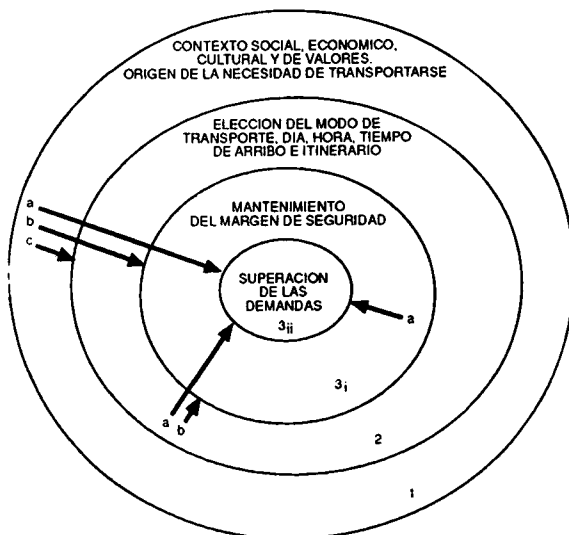 CONTEXTO SOCIAL, ECONOMICO,
CULTURAL Y DE VALORES.
ORIGEN DE LA NECESIDAD DE TRANSPORTARSE
ELECCION DEL MODO DE
TRANSPORTE, DIA, HORA, TIEMPO
DE ARRIBO E ITINERARIO
MANTENIMIENTO
DEL MARGEN DE SEGURIDAD
a
b
c
SUPERACION
DE LAS
DEMANDAS
3ii
a
3i
a
b
2
1